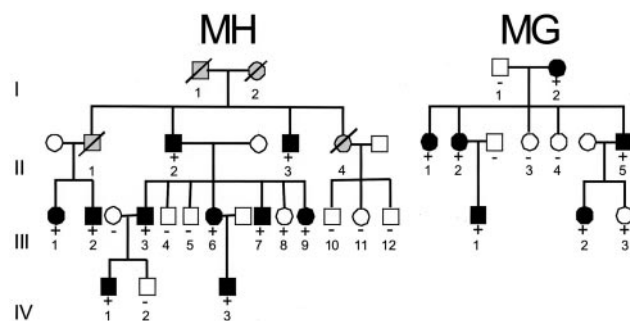 MH MG
I
1 2 - 1 + 2
II
1 + 2 + 3 4 + 1 + 2 - - 3 - 4 + 5
III
+ 1 + 2 - + 3 - 4 - 5 + 6 + 7 - 8 + 9 - 10 - 11 - 12 + 1 + 2 - 3
IV
+ 1 - 2 + 3